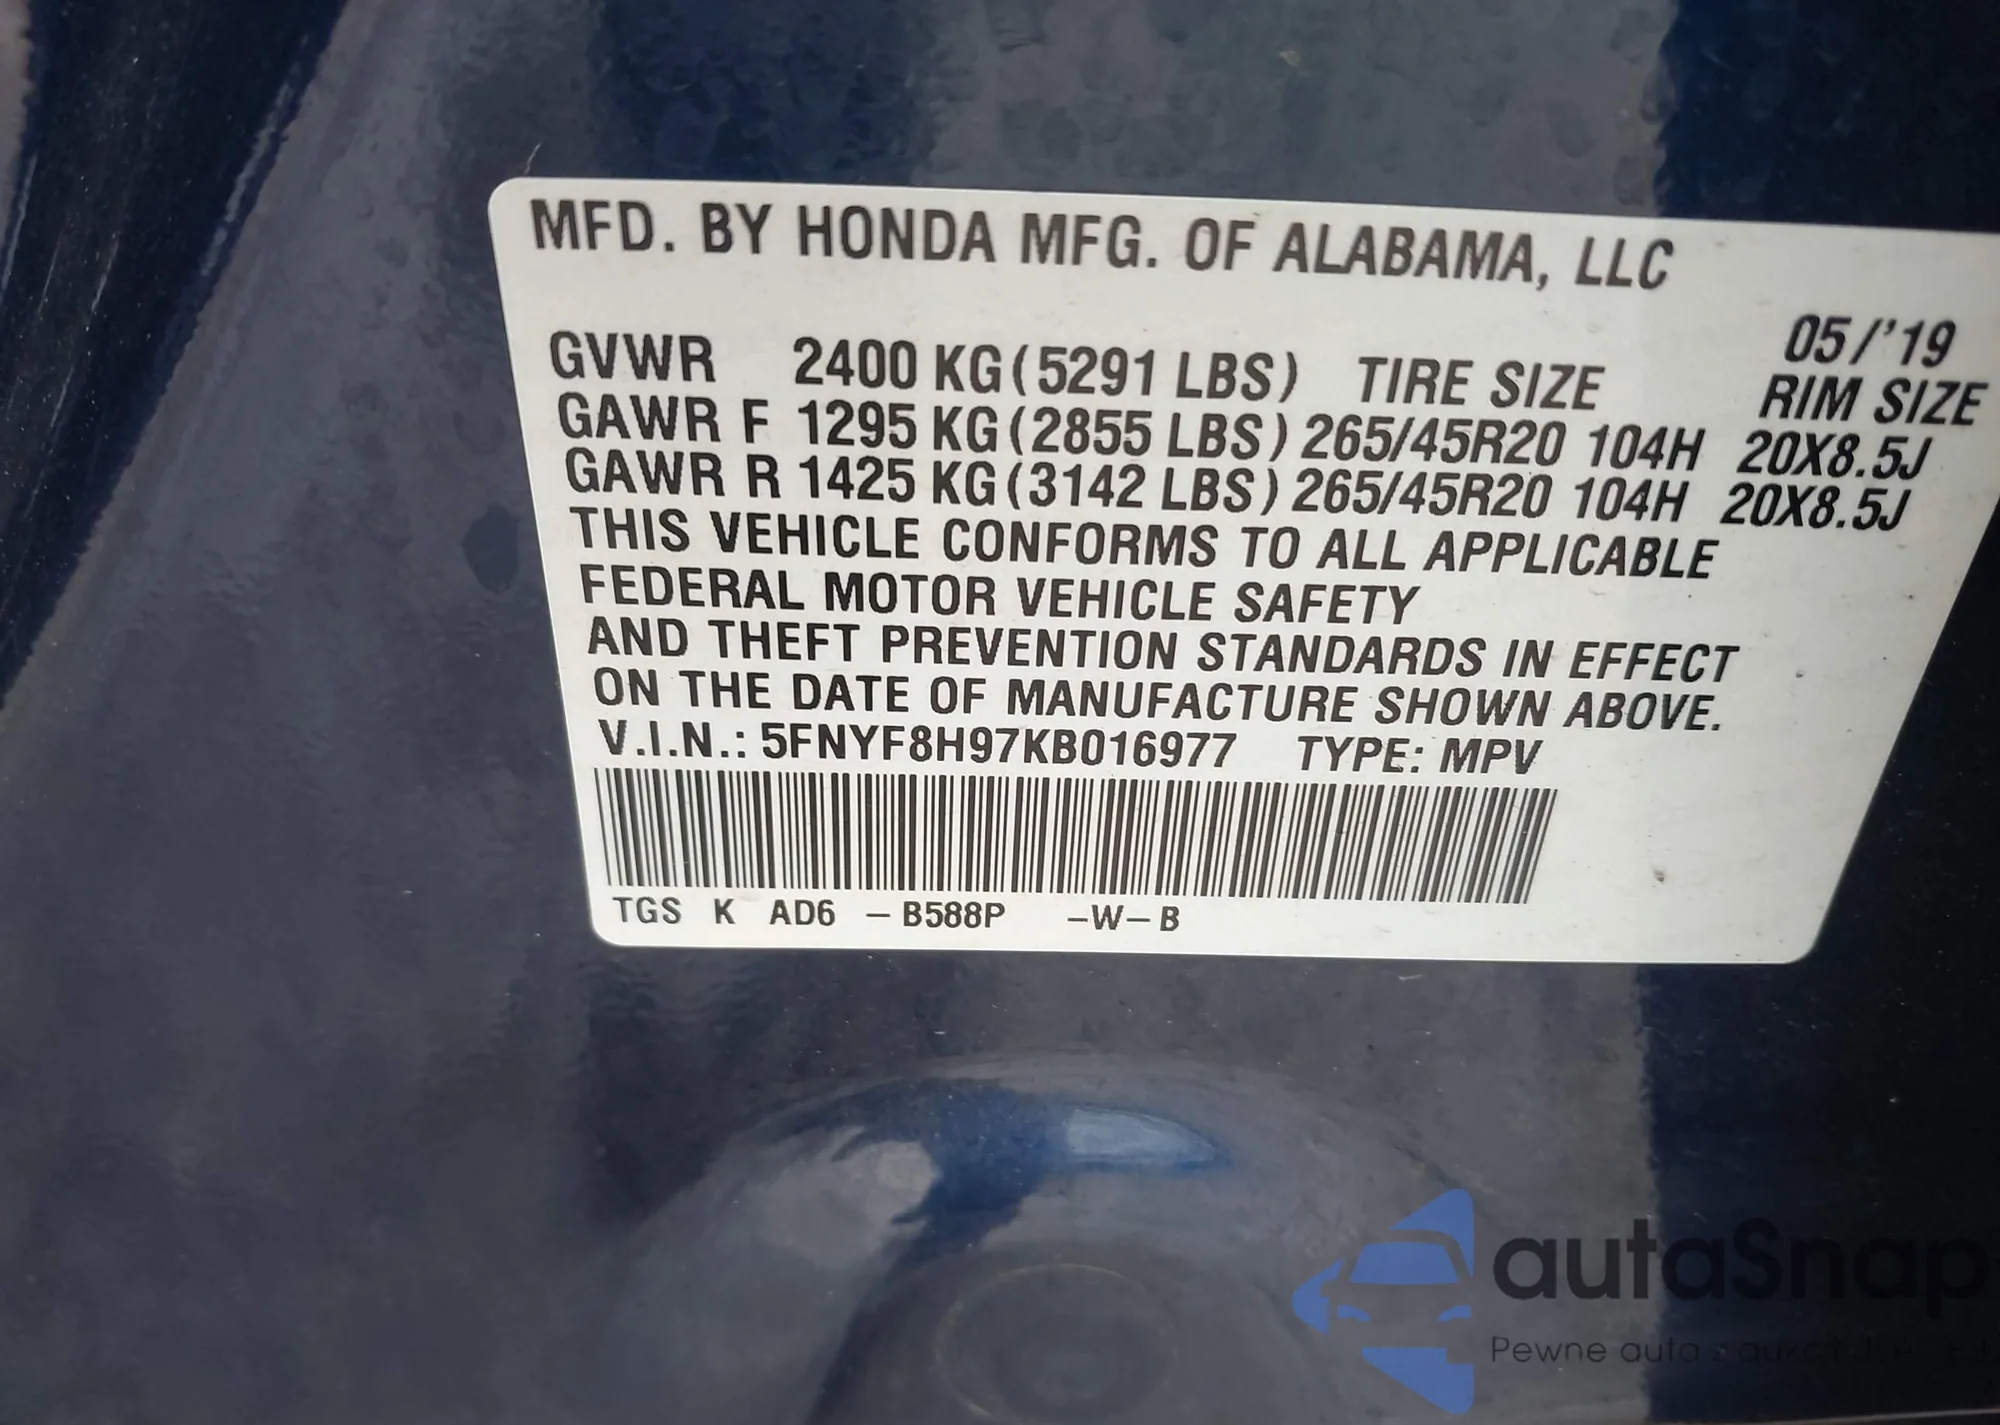 MFD. BY HONDA MFG. OF ALABAMA, LLC
05/'19
GVWR 2400 KG(5291 LBS) TIRE SIZE RIM SIZE
GAWR F 1295 KG(2855 LBS) 265/45R20 104H 20X8.5J
GAWR R 1425 KG(3142 LBS) 265/45R20 104H 20X8.5J
THIS VEHICLE CONFORMS TO ALL APPLICABLE
FEDERAL MOTOR VEHICLE SAFETY
AND THEFT PREVENTION STANDARDS IN EFFECT
ON THE DATE OF MANUFACTURE SHOWN ABOVE.
V.I.N.: 5FNYF8H97KB016977 TYPE: MPV
TGS K AD6 -B588P -W-B
autaSnap
Pewne auta z